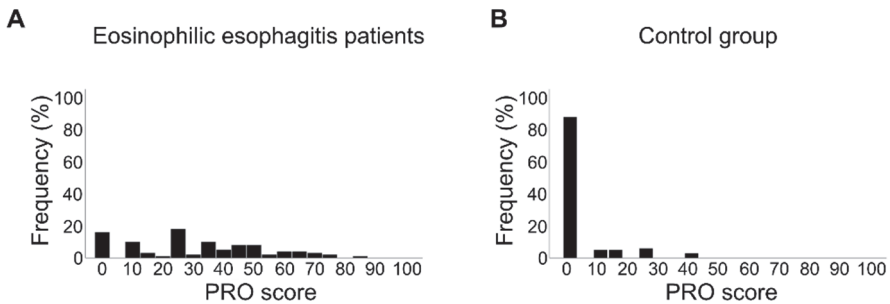 A
Eosinophilic esophagitis patients
Frequency (%)
100
80
60
40
20
0
0 10 20 30 40 50 60 70 80 90 100
PRO score
B
Control group
Frequency (%)
100
80
60
40
20
0
0 10 20 30 40 50 60 70 80 90 100
PRO score